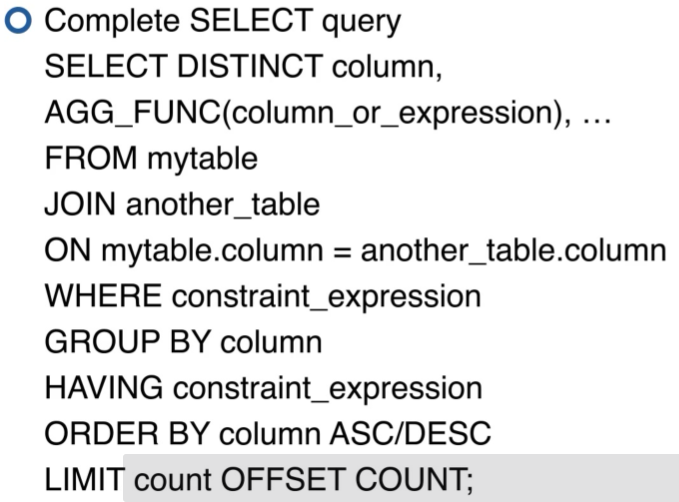 Complete SELECT query
SELECT DISTINCT column,
AGG_FUNC(column_or_expression), …
FROM mytable
JOIN another_table
ON mytable.column = another_table.column
WHERE constraint_expression
GROUP BY column
HAVING constraint_expression
ORDER BY column ASC/DESC
LIMIT count OFFSET COUNT;